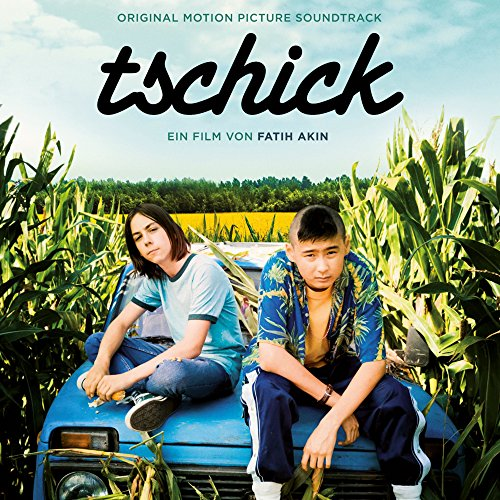 ORIGINAL MOTION PICTURE SOUNDTRACK
tschick
EIN FILM VON FATIH AKIN